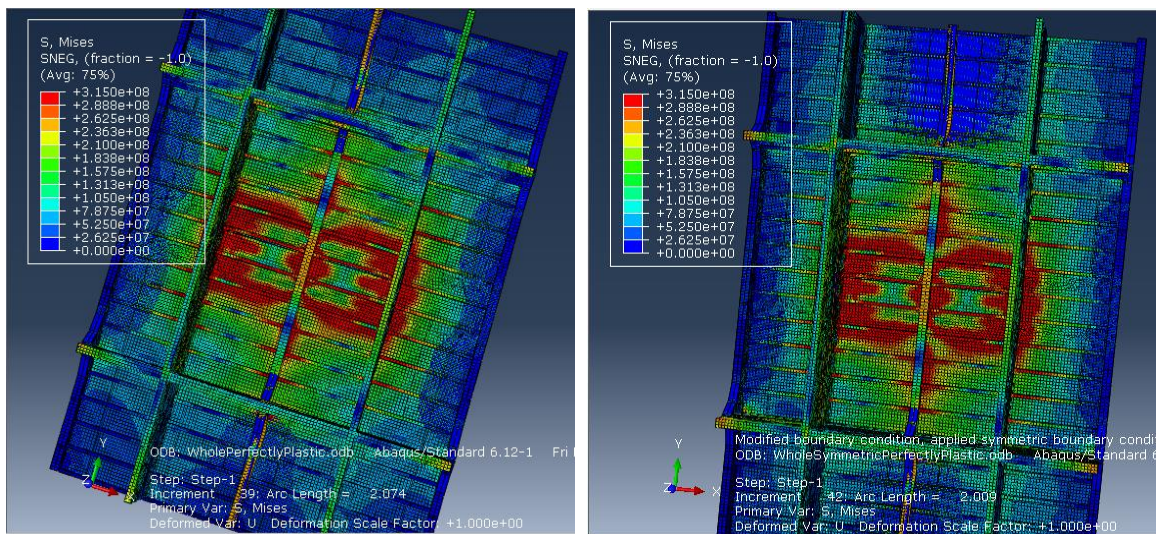 S, Mises
SNEG, (fraction = -1.0)
(Avg: 75%)
+3.150e+08
+2.888e+08
+2.625e+08
+2.363e+08
+2.100e+08
+1.838e+08
+1.575e+08
+1.313e+08
+1.050e+08
+7.875e+07
+5.250e+07
+2.625e+07
+0.000e+00
Y
Z
X
ODB: WholePerfectlyPlastic.odb Abaqus/Standard 6.12-1 Fri
Step: Step-1
Increment 39: Arc Length = 2.074
Primary Var: S, Mises
Deformed Var: U Deformation Scale Factor: +1.000e+00
S, Mises
SNEG, (fraction = -1.0)
(Avg: 75%)
+3.150e+08
+2.888e+08
+2.625e+08
+2.363e+08
+2.100e+08
+1.838e+08
+1.575e+08
+1.313e+08
+1.050e+08
+7.875e+07
+5.250e+07
+2.625e+07
+0.000e+00
Y
Z
X
Modified boundary condition, applied symmetric boundary condit
ODB: WholeSymmetricPerfectlyPlastic.odb Abaqus/Standard 6
Step: Step-1
Increment 42: Arc Length = 2.009
Primary Var: S, Mises
Deformed Var: U Deformation Scale Factor: +1.000e+00